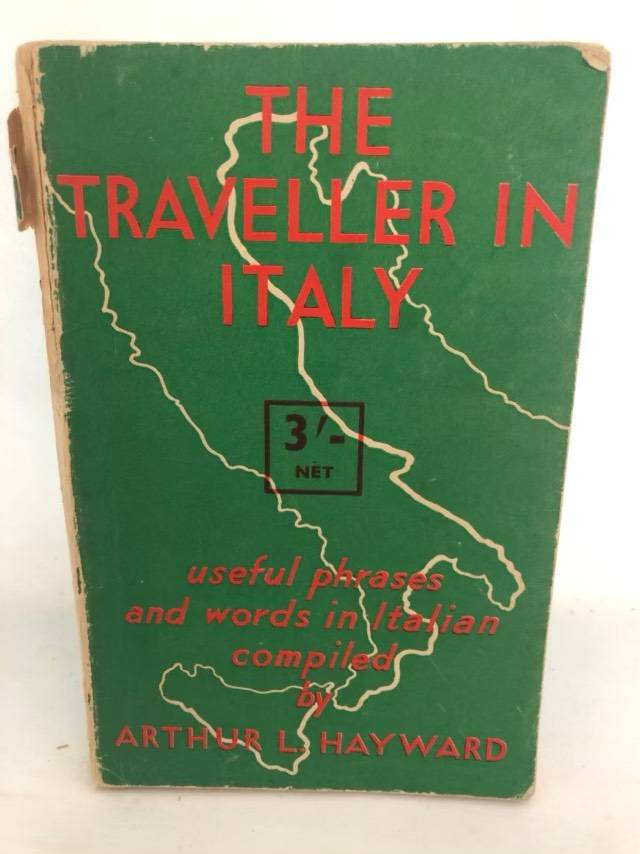 THE
TRAVELLER IN
ITALY
3/-
NET
useful phrases
and words in Italian
compiled
by
ARTHUR L. HAYWARD